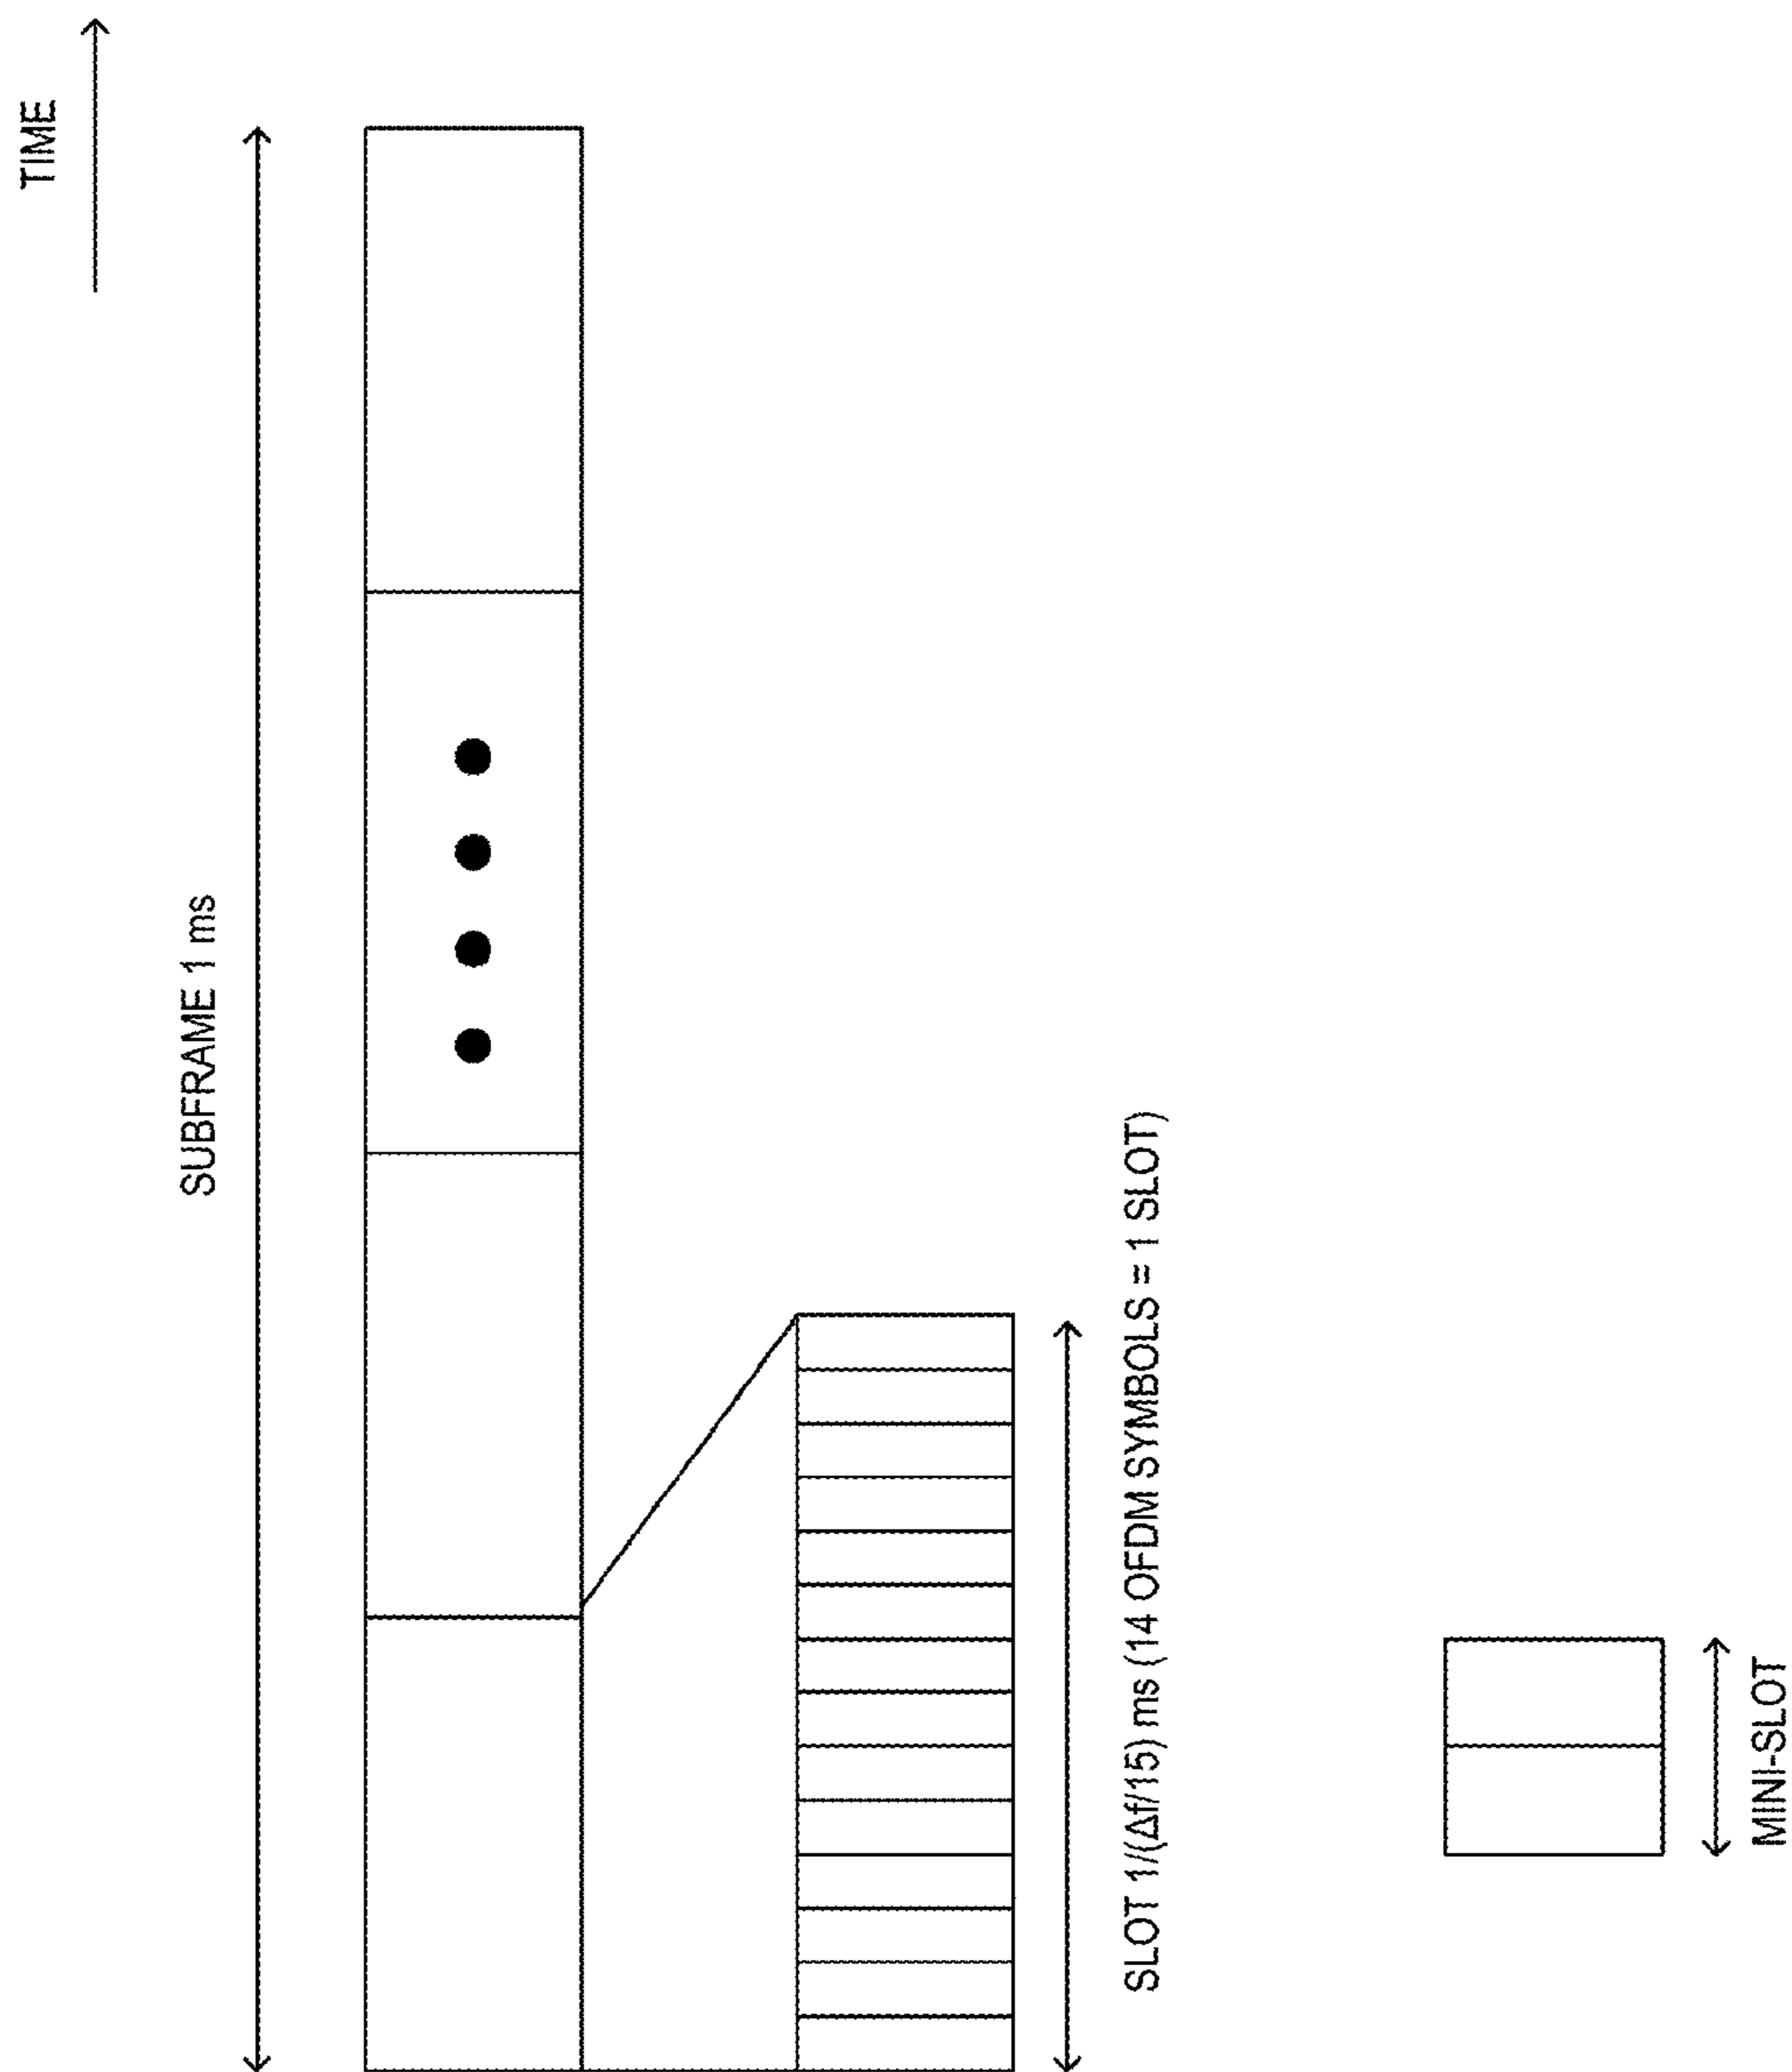 TIME
SUBFRAME 1 ms
SLOT 1/(Δf/15) ms (14 OFDM SYMBOLS = 1 SLOT)
MINI-SLOT